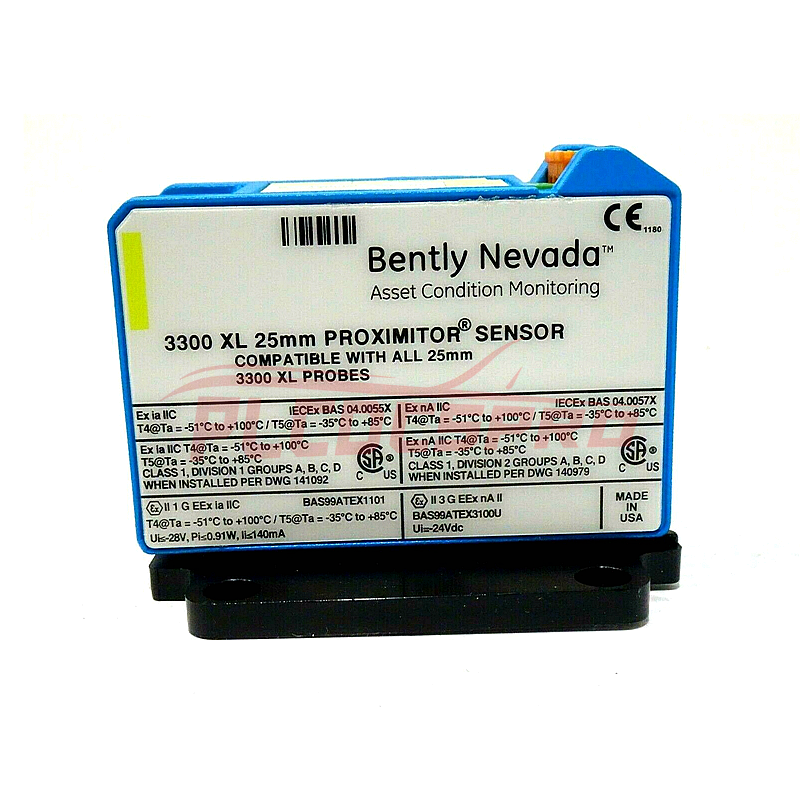 CE 1180
Bently Nevada™
Asset Condition Monitoring
3300 XL 25mm PROXIMITOR® SENSOR
COMPATIBLE WITH ALL 25mm
3300 XL PROBES
Ex ia IIC IECEx BAS 04.0055X
T4@Ta = -51°C to +100°C / T5@Ta = -35°C to +85°C
Ex nA IIC IECEx BAS 04.0057X
T4@Ta = -51°C to +100°C / T5@Ta = -35°C to +85°C
Ex ia IIC T4@Ta = -51°C to +100°C
T5@Ta = -35°C to +85°C
CLASS 1, DIVISION 1 GROUPS A, B, C, D
WHEN INSTALLED PER DWG 141092
C SA US
Ex nA IIC T4@Ta = -51°C to +100°C
T5@Ta = -35°C to +85°C
CLASS 1, DIVISION 2 GROUPS A, B, C, D
WHEN INSTALLED PER DWG 140979
C SA US
Ex II 1 G EEx ia IIC BAS99ATEX1101
T4@Ta = -51°C to +100°C / T5@Ta = -35°C to +85°C
Ui≤-28V, Pi≤0.91W, Ii≤140mA
Ex II 3 G EEx nA II
BAS99ATEX3100U
Ui=-24Vdc
MADE
IN
USA